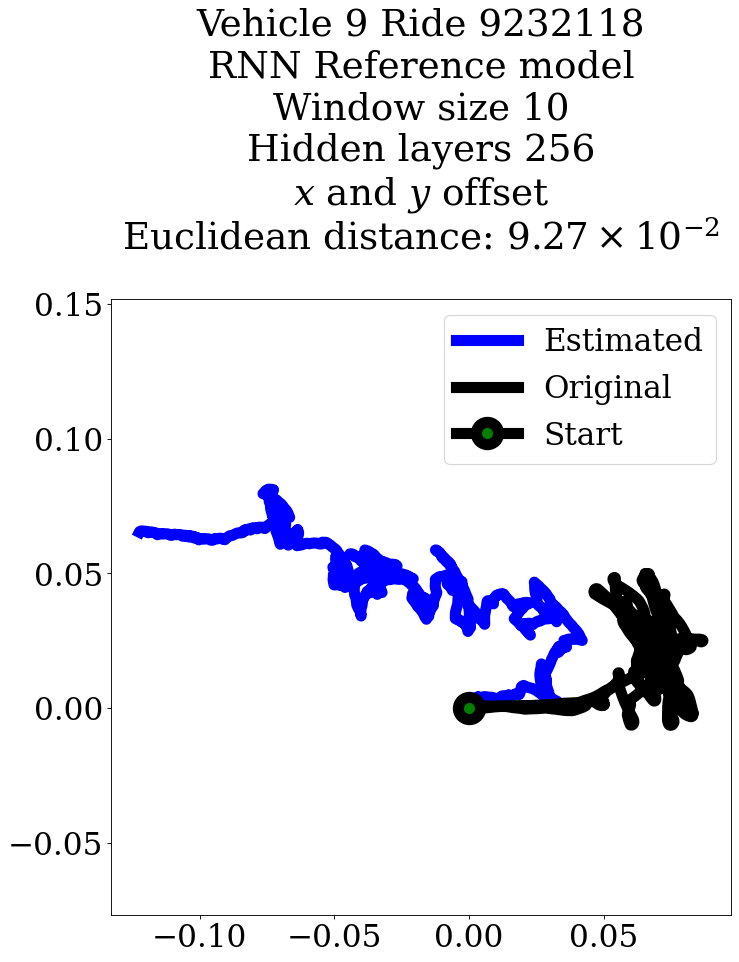 Vehicle 9 Ride 9232118
RNN Reference model
Window size 10
Hidden layers 256
x and y offset
Euclidean distance: 9.27 × 10⁻²
0.15
Estimated
Original
Start
0.10
0.05
0.00
−0.05
−0.10 −0.05 0.00 0.05